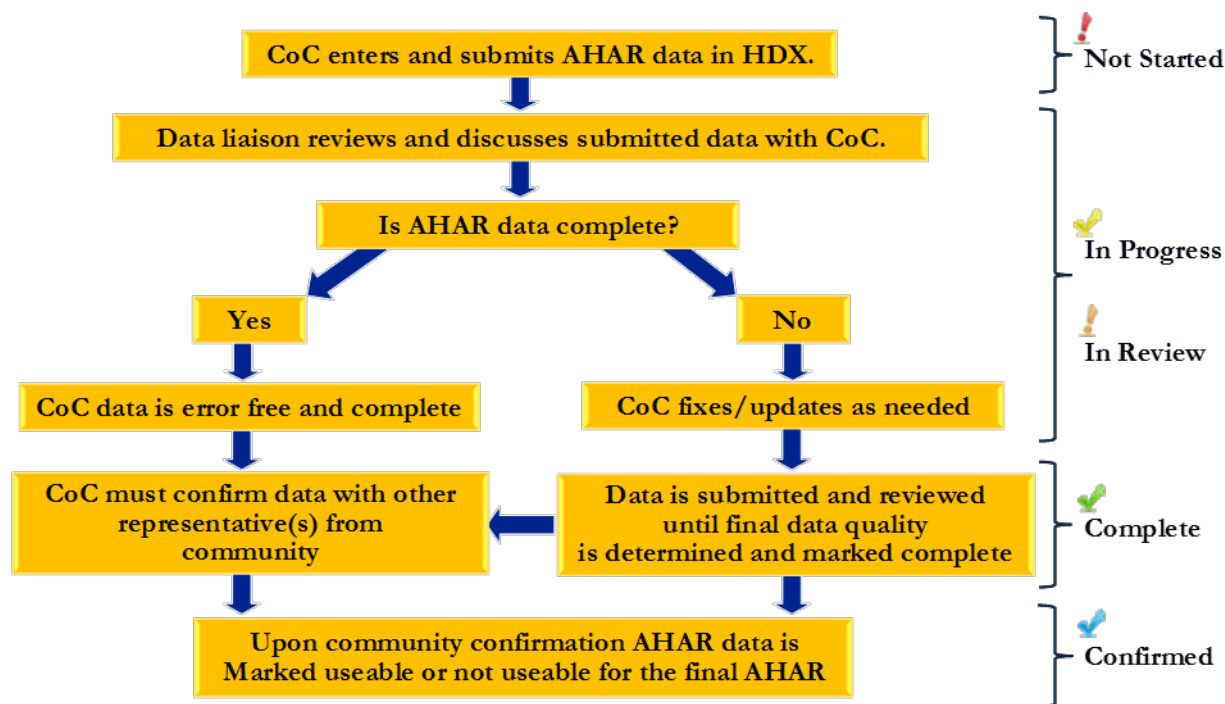 CoC enters and submits AHAR data in HDX.
Not Started
Data liaison reviews and discusses submitted data with CoC.
Is AHAR data complete?
In Progress
Yes
No
In Review
CoC data is error free and complete
CoC fixes/updates as needed
CoC must confirm data with other
representative(s) from
community
Data is submitted and reviewed
until final data quality
is determined and marked complete
Complete
Upon community confirmation AHAR data is
Marked useable or not useable for the final AHAR
Confirmed